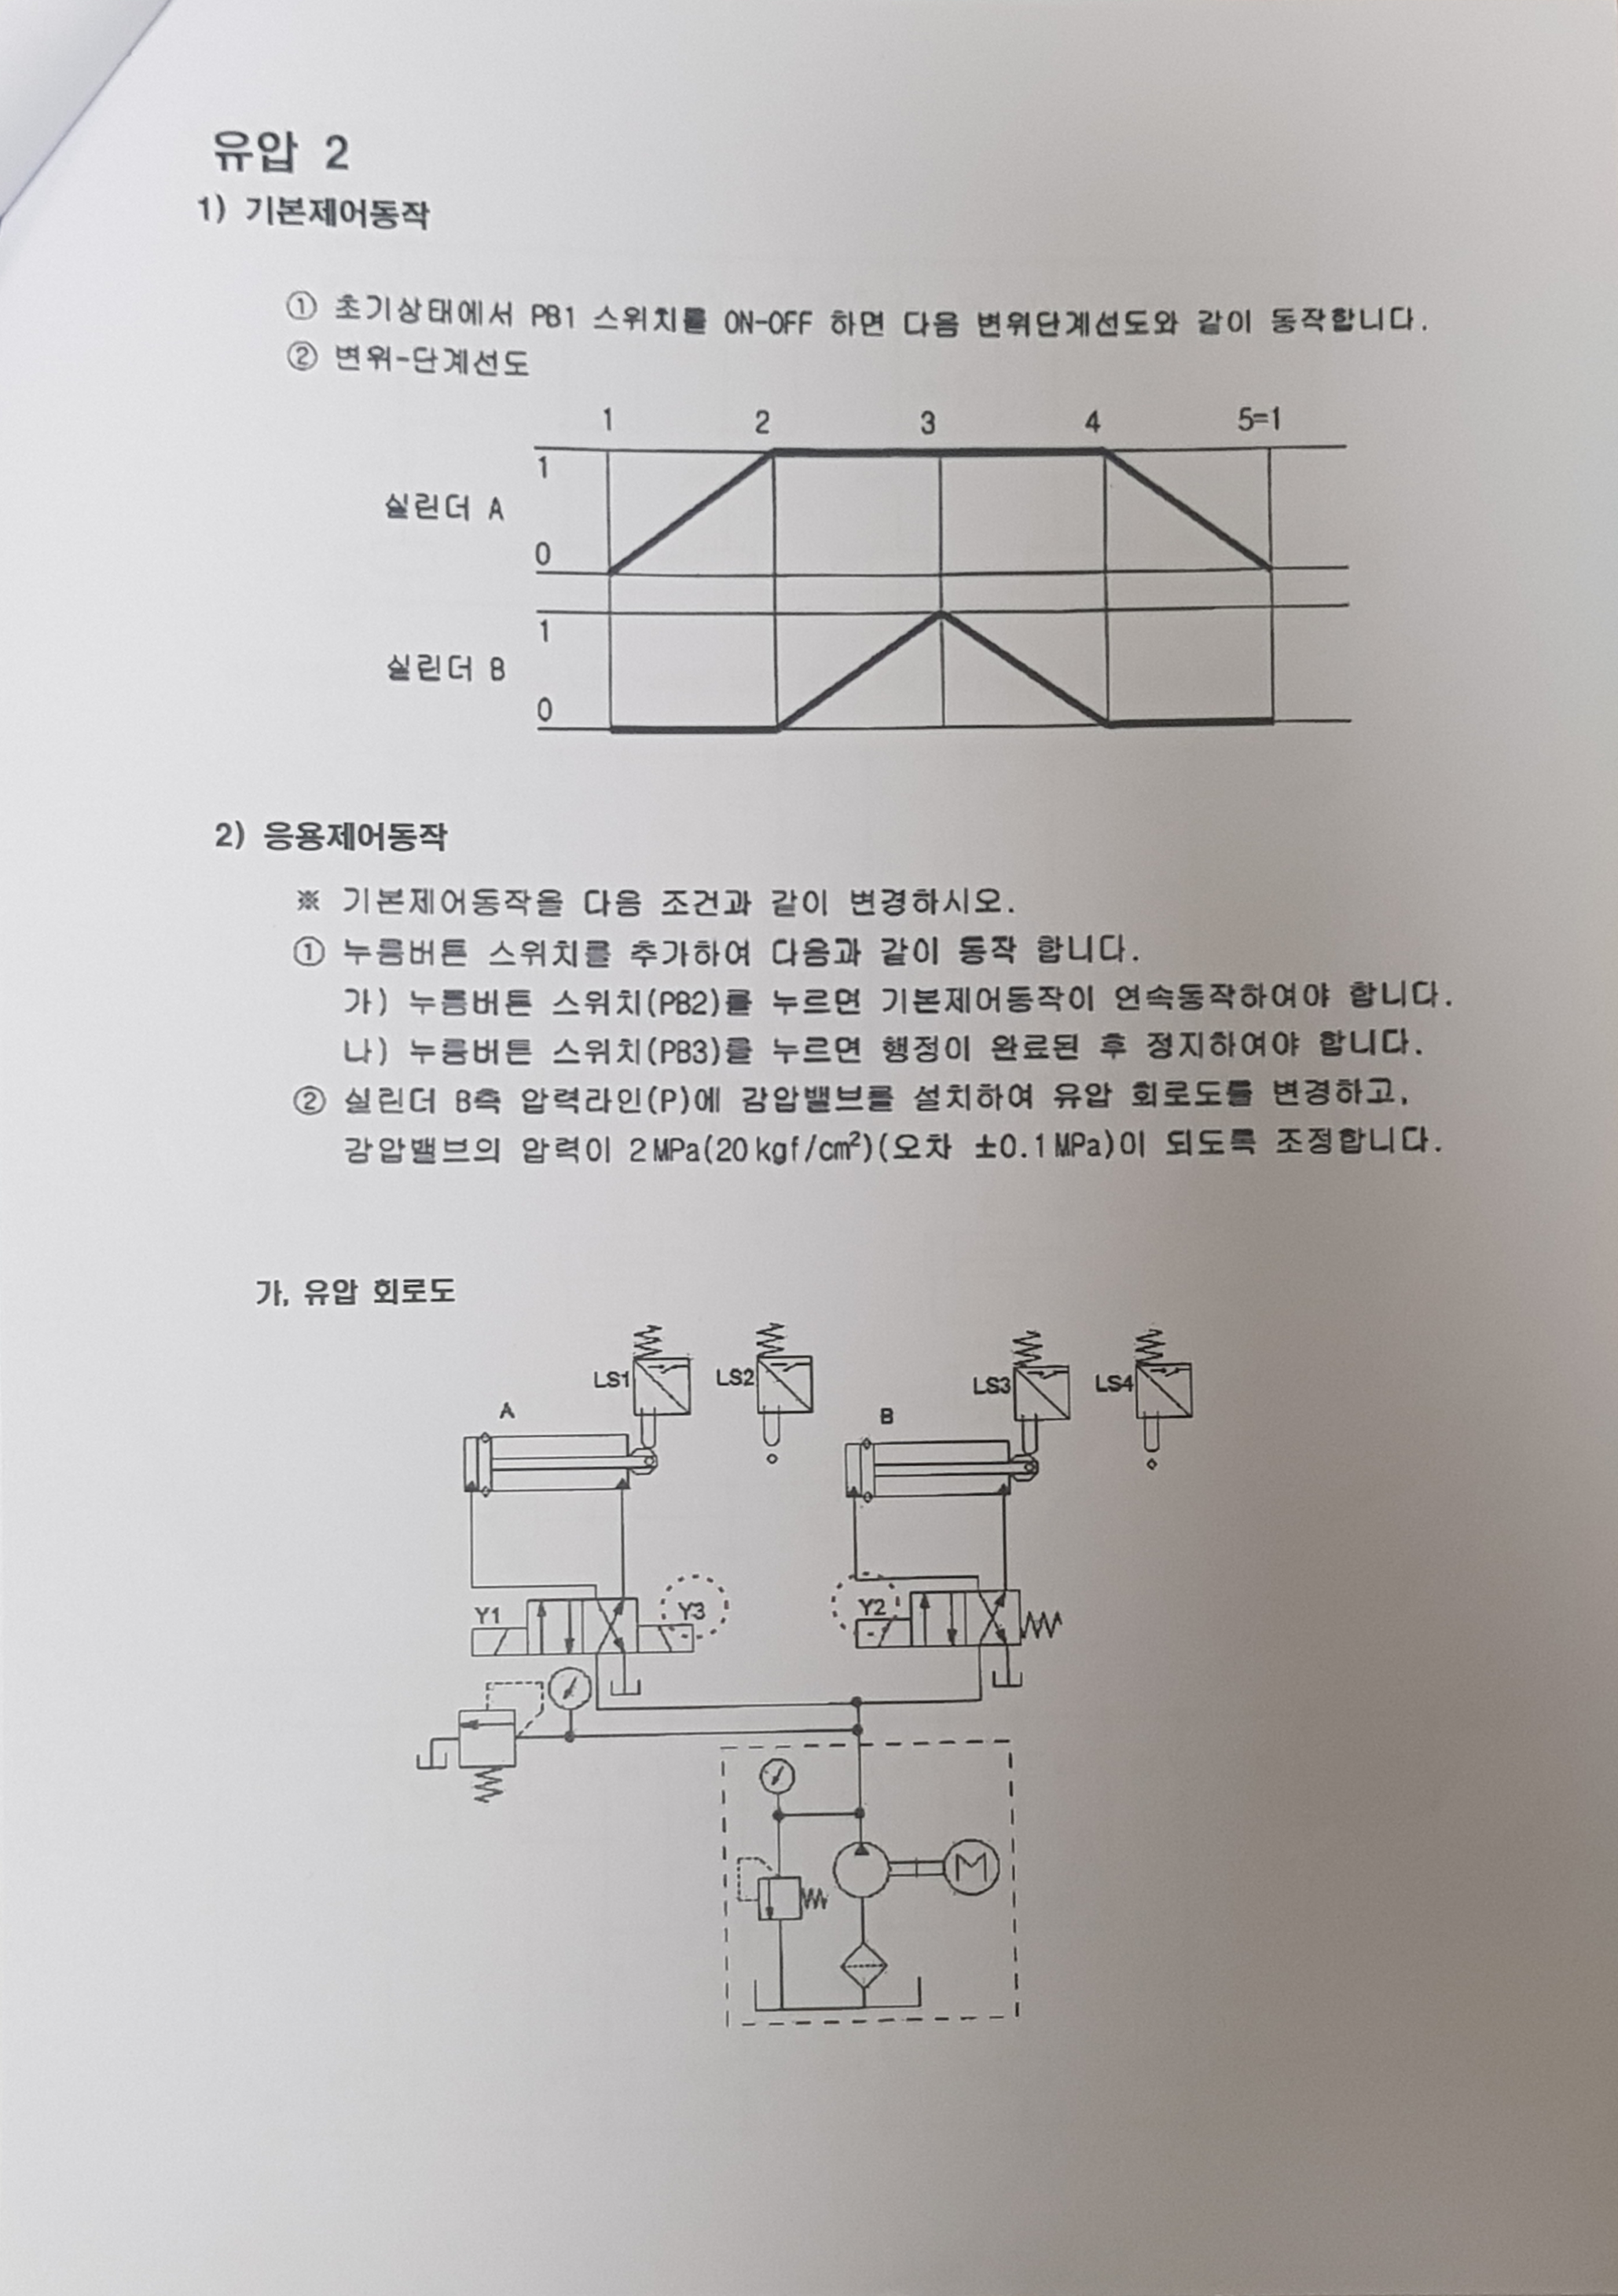 유압 2
1) 기본제어동작
① 초기상태에서 PB1 스위치를 ON-OFF 하면 다음 변위단계선도와 같이 동작합니다.
② 변위-단계선도
1 2 3 4 5=1
1
실린더 A
0
1
실린더 B
0
2) 응용제어동작
※ 기본제어동작을 다음 조건과 같이 변경하시오.
① 누름버튼 스위치를 추가하여 다음과 같이 동작 합니다.
가) 누름버튼 스위치(PB2)를 누르면 기본제어동작이 연속동작하여야 합니다.
나) 누름버튼 스위치(PB3)를 누르면 행정이 완료된 후 정지하여야 합니다.
② 실린더 B측 압력라인(P)에 감압밸브를 설치하여 유압 회로도를 변경하고,
감압밸브의 압력이 2MPa(20kgf/cm²)(오차 ±0.1MPa)이 되도록 조정합니다.
가, 유압 회로도
LS1 LS2 LS3 LS4
A B
Y1 Y3 Y2
M